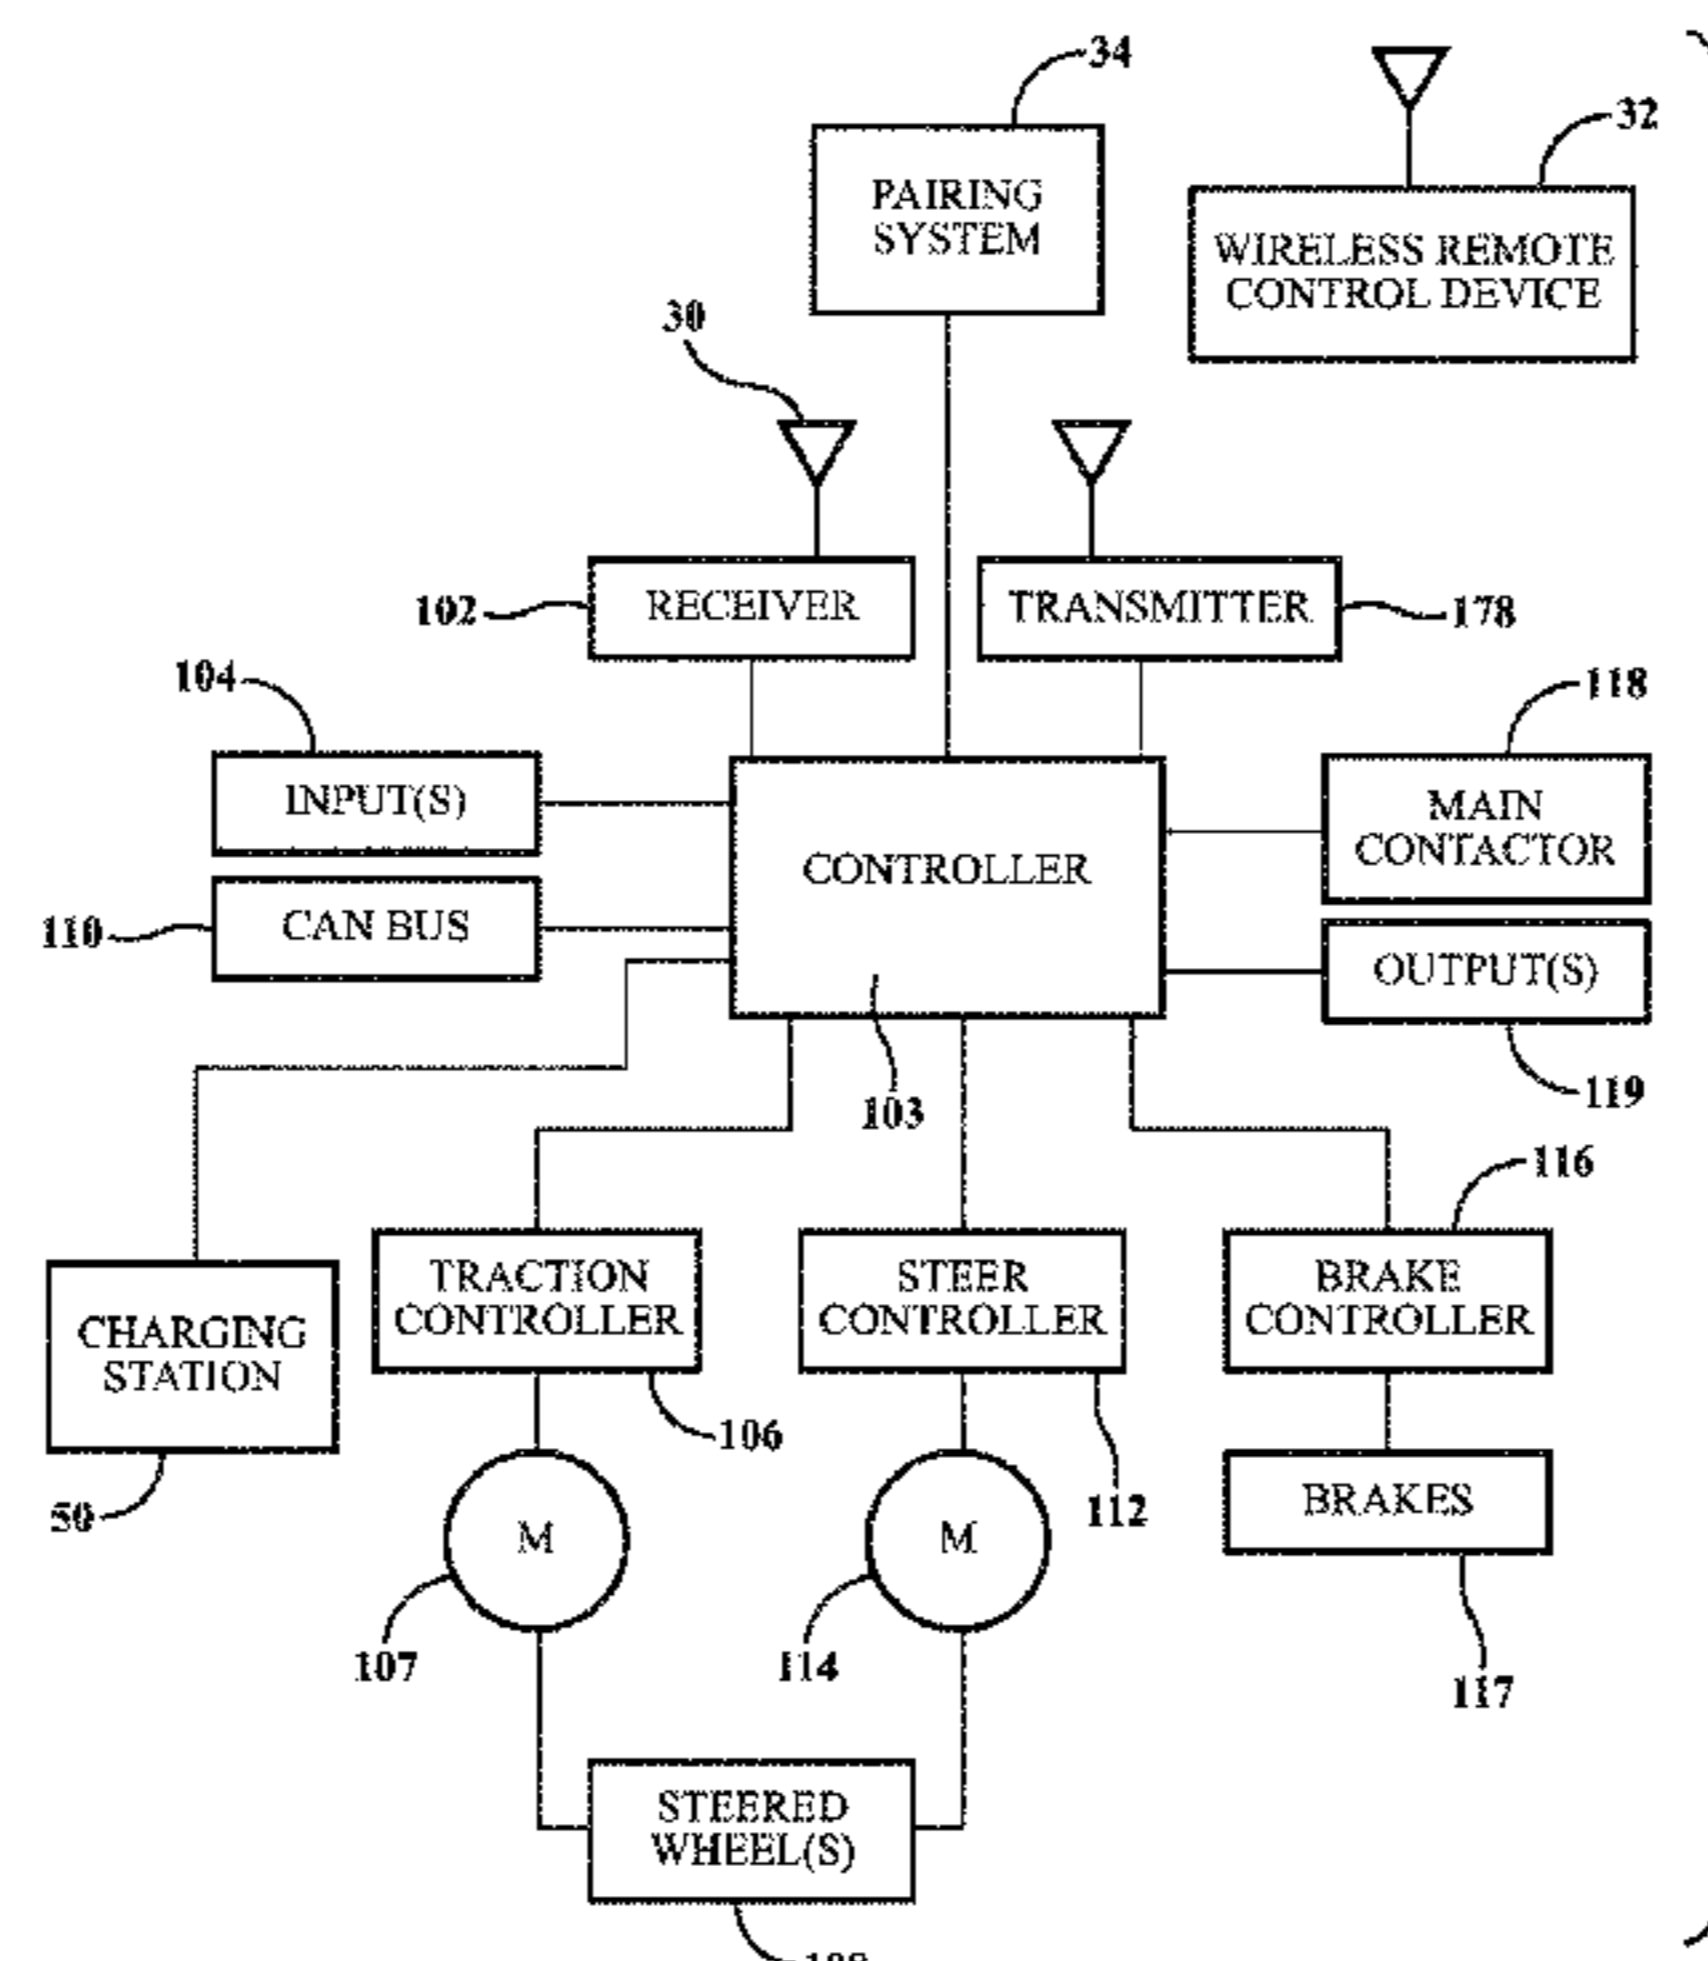 34
32
PAIRING
SYSTEM
WIRELESS REMOTE
CONTROL DEVICE
30
102
RECEIVER
TRANSMITTER
178
104
118
INPUT(S)
MAIN
CONTACTOR
CONTROLLER
110
CAN BUS
OUTPUT(S)
103
119
116
TRACTION
CONTROLLER
STEER
CONTROLLER
BRAKE
CONTROLLER
CHARGING
STATION
106
50
112
M
M
BRAKES
107
114
117
STEERED
WHEEL(S)